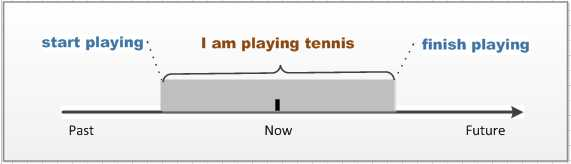 I am playing tennis
start playing
finish playing
Past
Now
Future